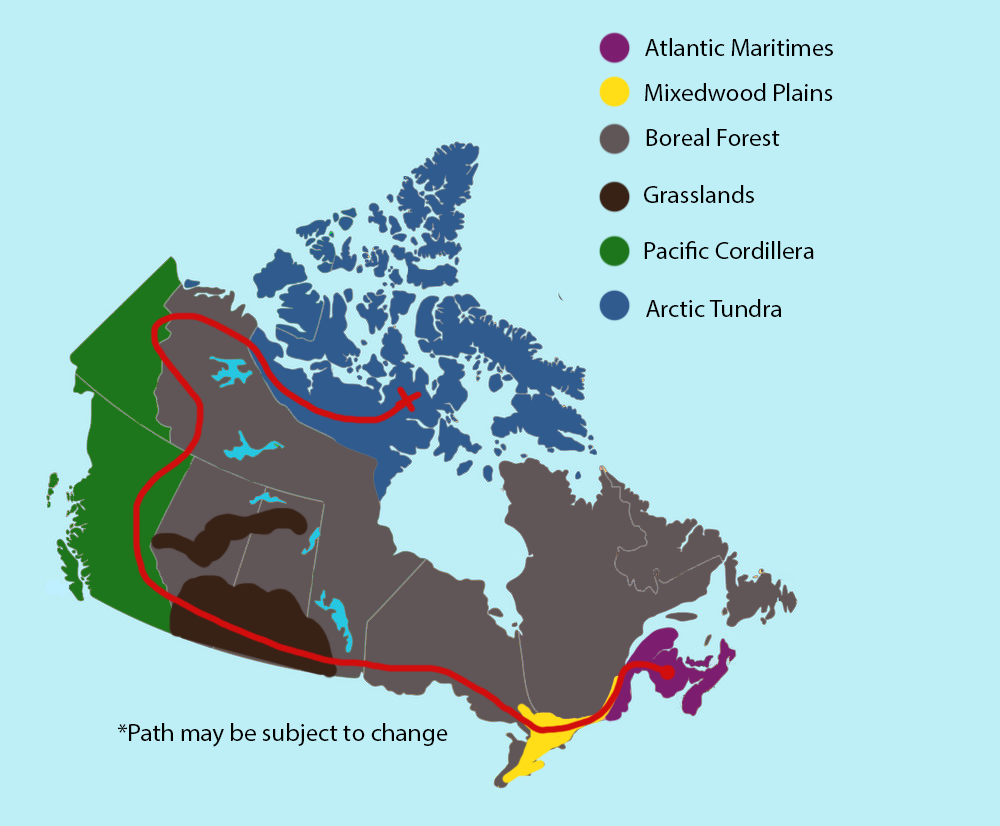 Atlantic Maritimes
Mixedwood Plains
Boreal Forest
Grasslands
Pacific Cordillera
Arctic Tundra
*Path may be subject to change